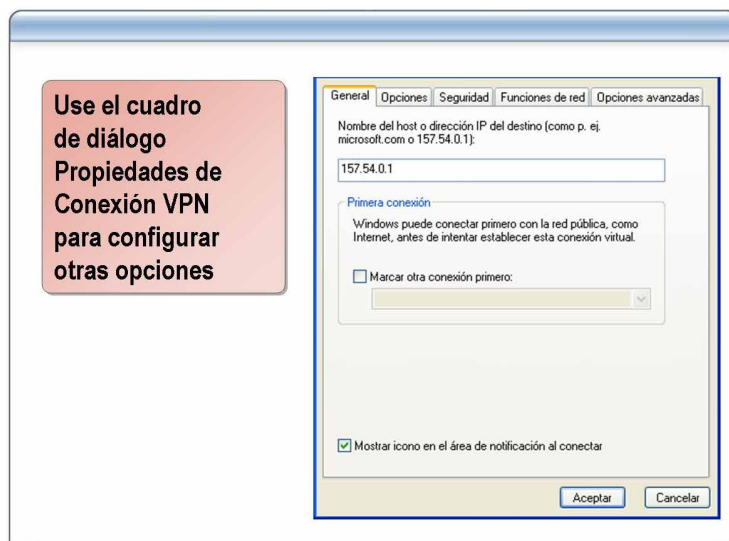 Use el cuadro
de diálogo
Propiedades de
Conexión VPN
para configurar
otras opciones
General Opciones Seguridad Funciones de red Opciones avanzadas
Nombre del host o dirección IP del destino (como p. ej.
microsoft.com o 157.54.0.1):
157.54.0.1
Primera conexión
Windows puede conectar primero con la red pública, como
Internet, antes de intentar establecer esta conexión virtual.
Marcar otra conexión primero:
Mostrar icono en el área de notificación al conectar
Aceptar Cancelar